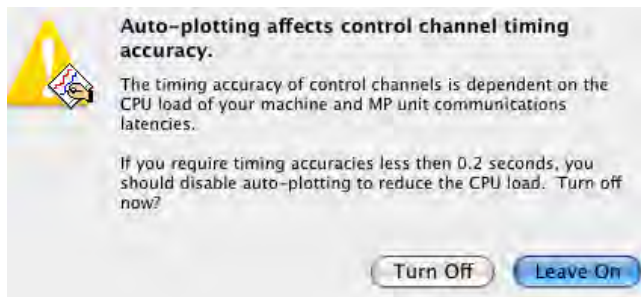 Auto-plotting affects control channel timing
accuracy.
The timing accuracy of control channels is dependent on the
CPU load of your machine and MP unit communications
latencies.
If you require timing accuracies less then 0.2 seconds, you
should disable auto-plotting to reduce the CPU load. Turn off
now?
Turn Off
Leave On